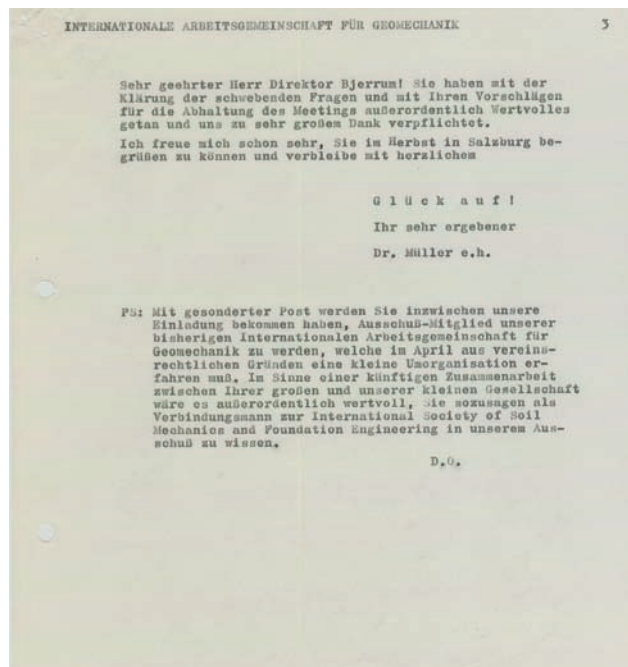 INTERNATIONALE ARBEITSGEMEINSCHAFT FÜR GEOMECHANIK 3
Sehr geehrter Herr Direktor Bjerrum! Sie haben mit der
Klärung der schwebenden Fragen und mit Ihren Vorschlägen
für die Abhaltung des Meetings außerordentlich Wertvolles
getan und uns zu sehr großem Dank verpflichtet.
Ich freue mich schon sehr, Sie im Herbst in Salzburg be-
grüßen zu können und verbleibe mit herzlichem
G l ü c k a u f !
Ihr sehr ergebener
Dr. Müller e.h.
PS: Mit gesonderter Post werden Sie inzwischen unsere
Einladung bekommen haben, Ausschuß-Mitglied unserer
bisherigen Internationalen Arbeitsgemeinschaft für
Geomechanik zu werden, welche im April aus vereins-
rechtlichen Gründen eine kleine Umorganisation er-
fahren muß. Im Sinne einer künftigen Zusammenarbeit
zwischen Ihrer großen und unserer kleinen Gesellschaft
wäre es außerordentlich wertvoll, Sie sozusagen als
Verbindungsmann zur International Society of Soil
Mechanics and Foundation Engineering in unserem Aus-
schuß zu wissen.
D.O.